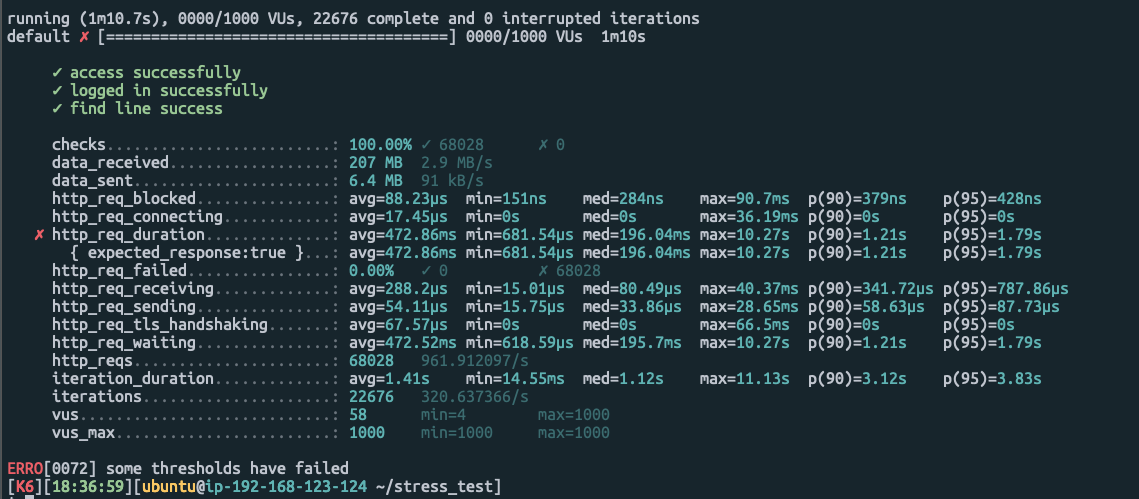 running (1m10.7s), 0000/1000 VUs, 22676 complete and 0 interrupted iterations
default ✗ [======================================] 0000/1000 VUs  1m10s
✓ access successfully
✓ logged in successfully
✓ find line success
checks.........................: 100.00% ✓ 68028      ✗ 0
data_received..................: 207 MB  2.9 MB/s
data_sent......................: 6.4 MB  91 kB/s
http_req_blocked...............: avg=88.23µs  min=151ns    med=284ns    max=90.7ms  p(90)=379ns    p(95)=428ns
http_req_connecting............: avg=17.45µs  min=0s       med=0s       max=36.19ms p(90)=0s       p(95)=0s
✗ http_req_duration..............: avg=472.86ms min=681.54µs med=196.04ms max=10.27s  p(90)=1.21s    p(95)=1.79s
{ expected_response:true }...: avg=472.86ms min=681.54µs med=196.04ms max=10.27s  p(90)=1.21s    p(95)=1.79s
http_req_failed................: 0.00%   ✓ 0          ✗ 68028
http_req_receiving.............: avg=288.2µs  min=15.01µs  med=80.49µs  max=40.37ms p(90)=341.72µs p(95)=787.86µs
http_req_sending...............: avg=54.11µs  min=15.75µs  med=33.86µs  max=28.65ms p(90)=58.63µs  p(95)=87.73µs
http_req_tls_handshaking.......: avg=67.57µs  min=0s       med=0s       max=66.5ms  p(90)=0s       p(95)=0s
http_req_waiting...............: avg=472.52ms min=618.59µs med=195.7ms  max=10.27s  p(90)=1.21s    p(95)=1.79s
http_reqs......................: 68028   961.912097/s
iteration_duration.............: avg=1.41s    min=14.55ms  med=1.12s    max=11.13s  p(90)=3.12s    p(95)=3.83s
iterations.....................: 22676   320.637366/s
vus............................: 58      min=4        max=1000
vus_max........................: 1000    min=1000     max=1000
ERRO[0072] some thresholds have failed
[K6][18:36:59][ubuntu@ip-192-168-123-124 ~/stress_test]